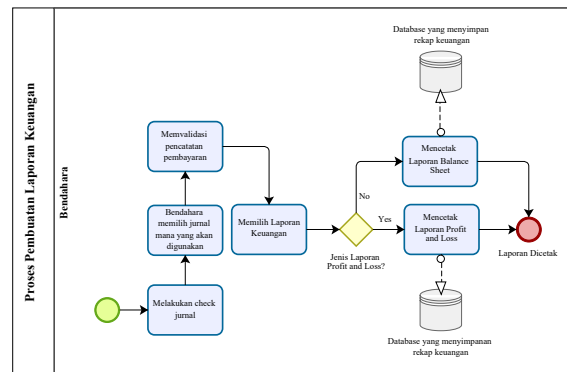 Proses Pembuatan Laporan Keuangan
Bendahara
Database yang menyimpan
rekap keuangan
Memvalidasi
pencatatan
pembayaran
Mencetak
Laporan Balance
Sheet
No
Bendahara
memilih jurnal
mana yang akan
digunakan
Memilih Laporan
Keuangan
Yes
Mencetak
Laporan Profit
and Loss
Jenis Laporan
Profit and Loss?
Laporan Dicetak
Melakukan check
jurnal
Database yang menyimpanan
rekap keuangan